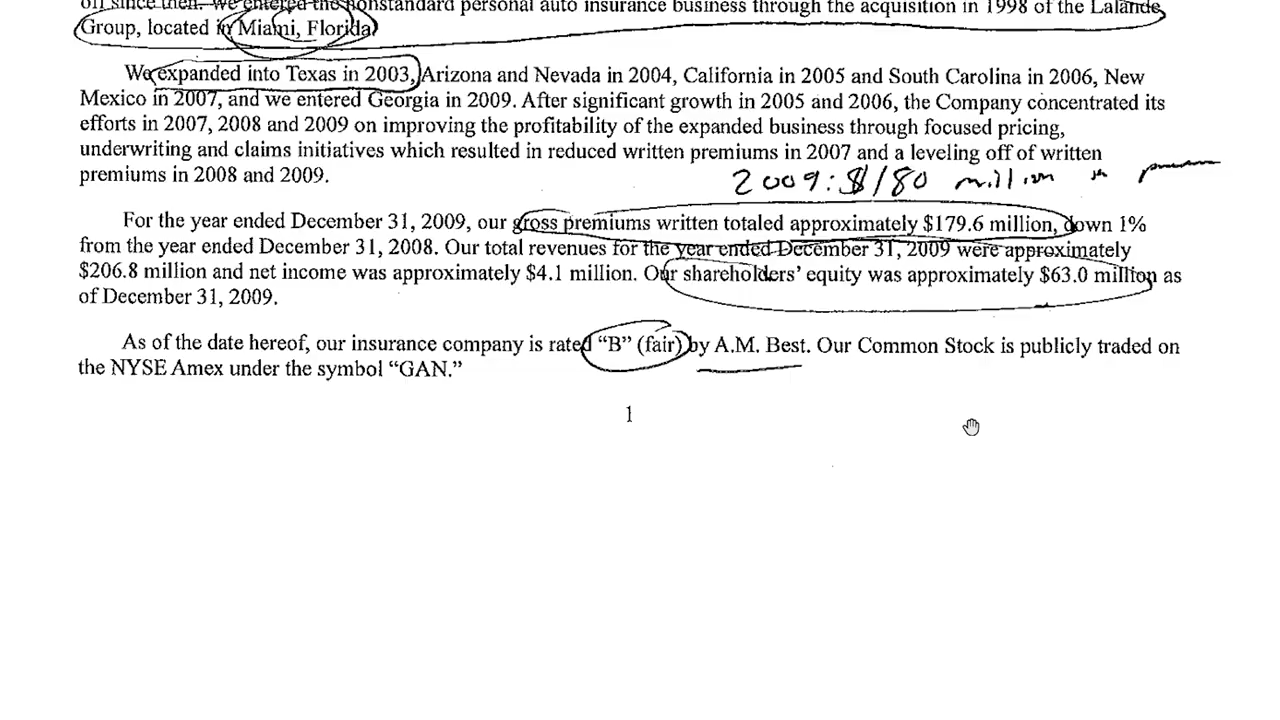 off since then. We entered the nonstandard personal auto insurance business through the acquisition in 1998 of the Lalande
Group, located in Miami, Florida.
We expanded into Texas in 2003, Arizona and Nevada in 2004, California in 2005 and South Carolina in 2006, New
Mexico in 2007, and we entered Georgia in 2009. After significant growth in 2005 and 2006, the Company concentrated its
efforts in 2007, 2008 and 2009 on improving the profitability of the expanded business through focused pricing,
underwriting and claims initiatives which resulted in reduced written premiums in 2007 and a leveling off of written
premiums in 2008 and 2009.
2009: $180 million in
For the year ended December 31, 2009, our gross premiums written totaled approximately $179.6 million, down 1%
from the year ended December 31, 2008. Our total revenues for the year ended December 31, 2009 were approximately
$206.8 million and net income was approximately $4.1 million. Our shareholders’ equity was approximately $63.0 million as
of December 31, 2009.
As of the date hereof, our insurance company is rated “B” (fair) by A.M. Best. Our Common Stock is publicly traded on
the NYSE Amex under the symbol “GAN.”
1